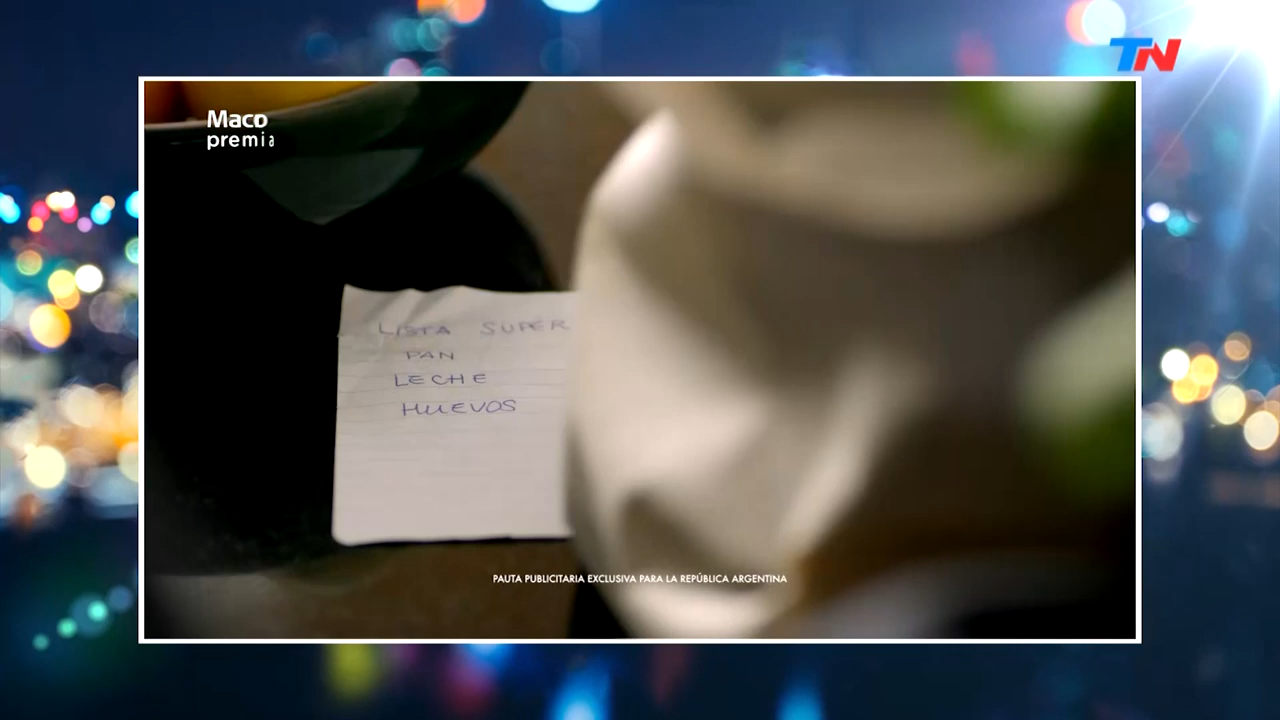 TN
Maco
premia
LISTA SUPER
PAN
LECHE
HUEVOS
PAUTA PUBLICITARIA EXCLUSIVA PARA LA REPÚBLICA ARGENTINA